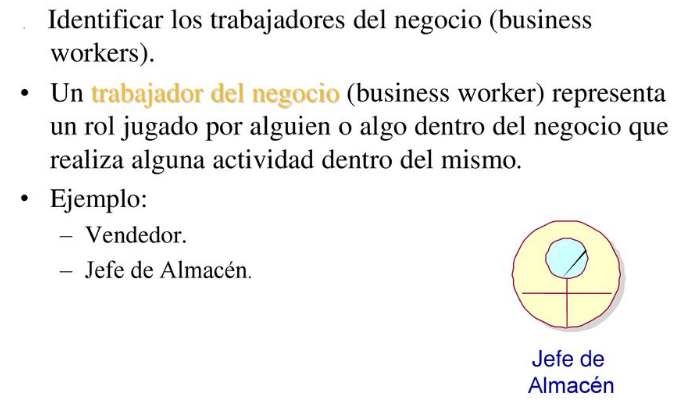 Identificar los trabajadores del negocio (business
workers).
• Un trabajador del negocio (business worker) representa
un rol jugado por alguien o algo dentro del negocio que
realiza alguna actividad dentro del mismo.
• Ejemplo:
– Vendedor.
– Jefe de Almacén.
Jefe de
Almacén